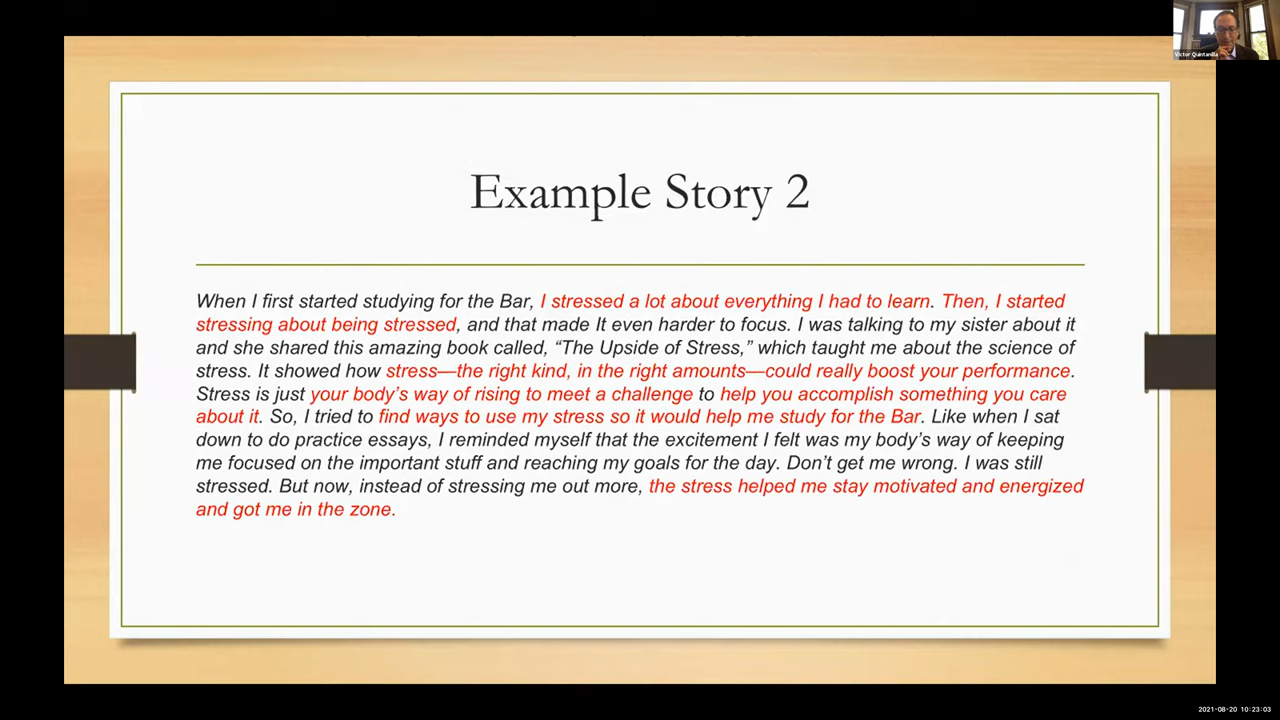 Victor Quintanilla
Example Story 2
When I first started studying for the Bar, I stressed a lot about everything I had to learn. Then, I started
stressing about being stressed, and that made It even harder to focus. I was talking to my sister about it
and she shared this amazing book called, “The Upside of Stress,” which taught me about the science of
stress. It showed how stress—the right kind, in the right amounts—could really boost your performance.
Stress is just your body’s way of rising to meet a challenge to help you accomplish something you care
about it. So, I tried to find ways to use my stress so it would help me study for the Bar. Like when I sat
down to do practice essays, I reminded myself that the excitement I felt was my body’s way of keeping
me focused on the important stuff and reaching my goals for the day. Don’t get me wrong. I was still
stressed. But now, instead of stressing me out more, the stress helped me stay motivated and energized
and got me in the zone.
2021-08-20 10:23:03